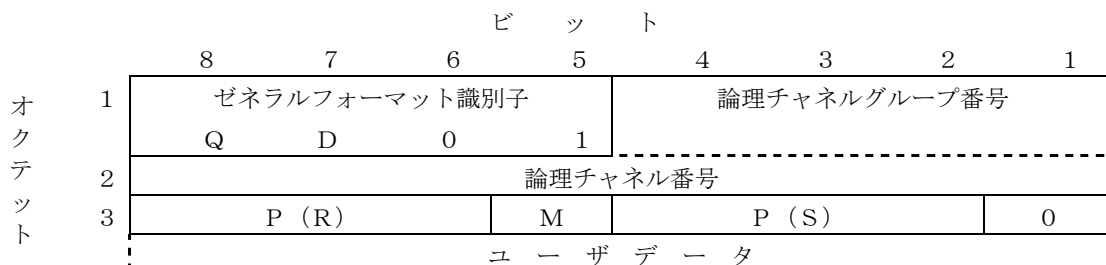 ビット
8 7 6 5 4 3 2 1
オクテット
1 ゼネラルフォーマット識別子 論理チャネルグループ番号
Q D 0 1
2 論理チャネル番号
3 P(R) M P(S) 0
ユーザデータ